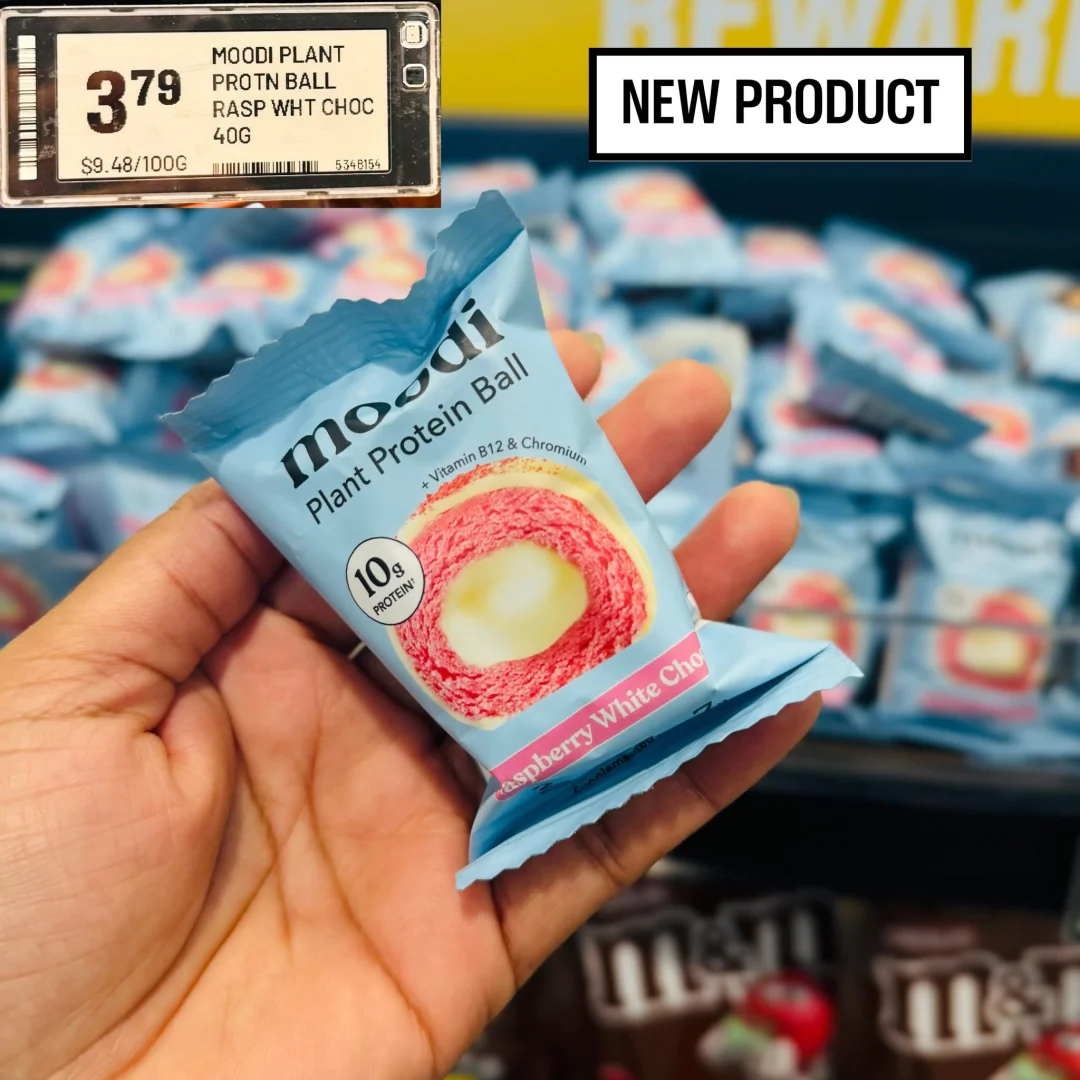 3 79
MOODI PLANT
PROTN BALL
RASP WHT CHOC
40G
$9.48/100G
5348154
REWAR
NEW PRODUCT
moodi
Plant Protein Ball
+ Vitamin B12 & Chromium
10g
PROTEIN†
aspberry White Cho
m&m
m&